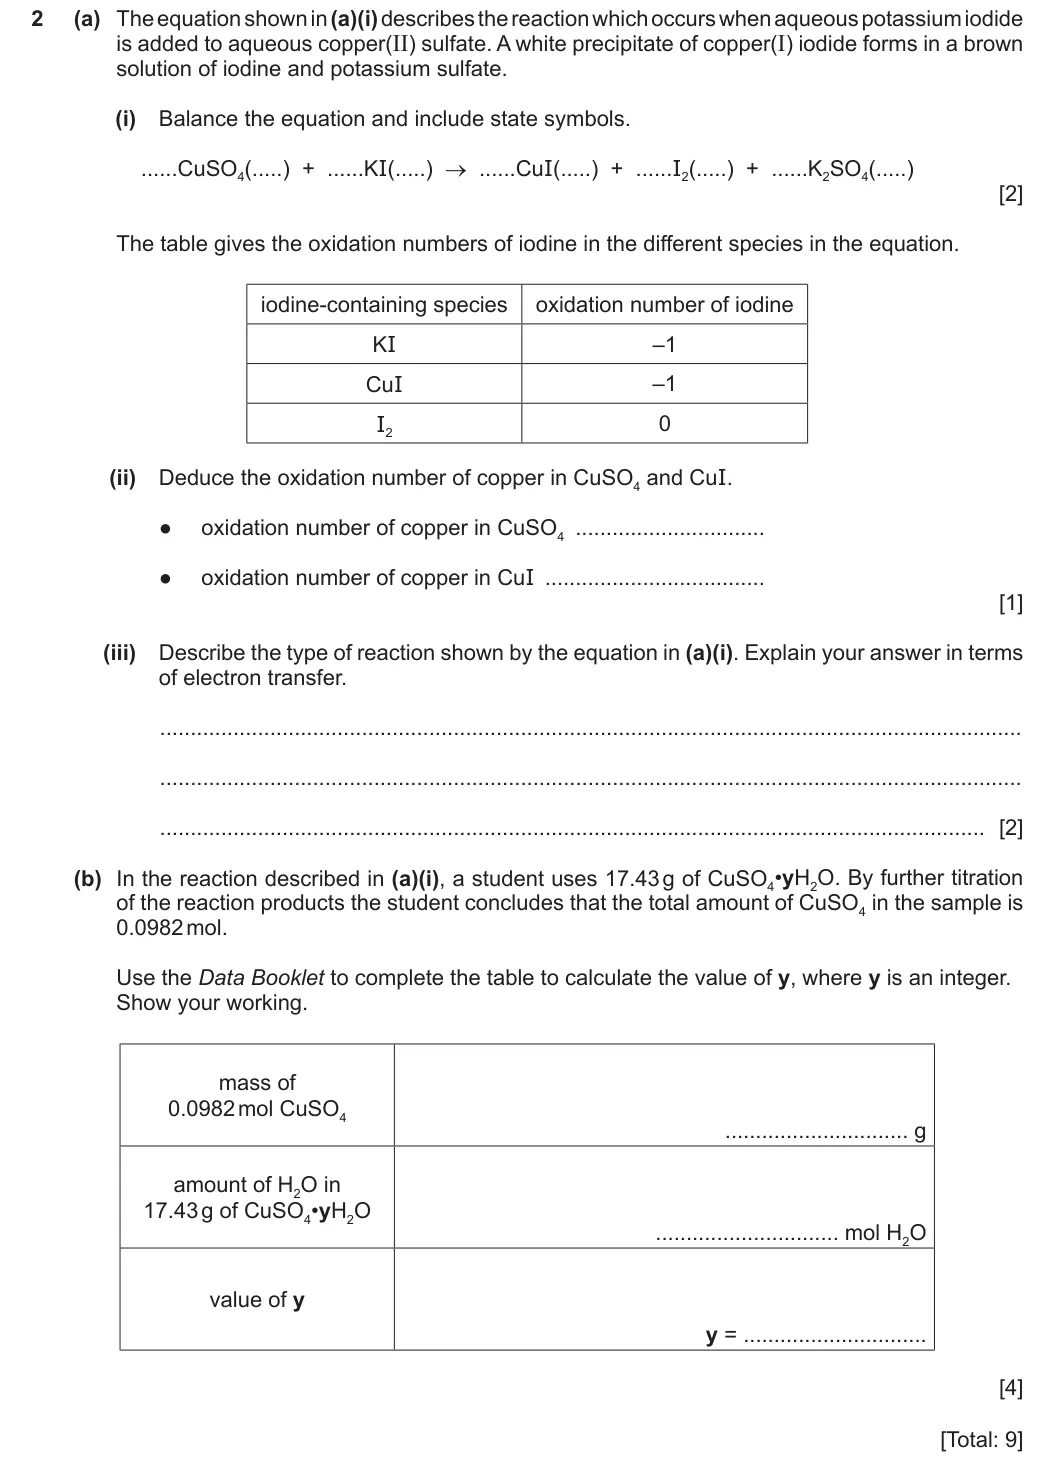 2 (a) The equation shown in (a)(i) describes the reaction which occurs when aqueous potassium iodide
is added to aqueous copper(II) sulfate. A white precipitate of copper(I) iodide forms in a brown
solution of iodine and potassium sulfate.
(i) Balance the equation and include state symbols.
......CuSO₄(.....) + ......KI(.....) → ......CuI(.....) + ......I₂(.....) + ......K₂SO₄(.....)
[2]
The table gives the oxidation numbers of iodine in the different species in the equation.
iodine-containing species oxidation number of iodine
KI –1
CuI –1
I₂ 0
(ii) Deduce the oxidation number of copper in CuSO₄ and CuI.
● oxidation number of copper in CuSO₄ ...............................
● oxidation number of copper in CuI ....................................
[1]
(iii) Describe the type of reaction shown by the equation in (a)(i). Explain your answer in terms
of electron transfer.
.............................................................................................................................................
.............................................................................................................................................
....................................................................................................................................... [2]
(b) In the reaction described in (a)(i), a student uses 17.43 g of CuSO₄•yH₂O. By further titration
of the reaction products the student concludes that the total amount of CuSO₄ in the sample is
0.0982 mol.
Use the Data Booklet to complete the table to calculate the value of y, where y is an integer.
Show your working.
mass of
0.0982 mol CuSO₄
.............................. g
amount of H₂O in
17.43 g of CuSO₄•yH₂O
.............................. mol H₂O
value of y
y = ..............................
[4]
[Total: 9]